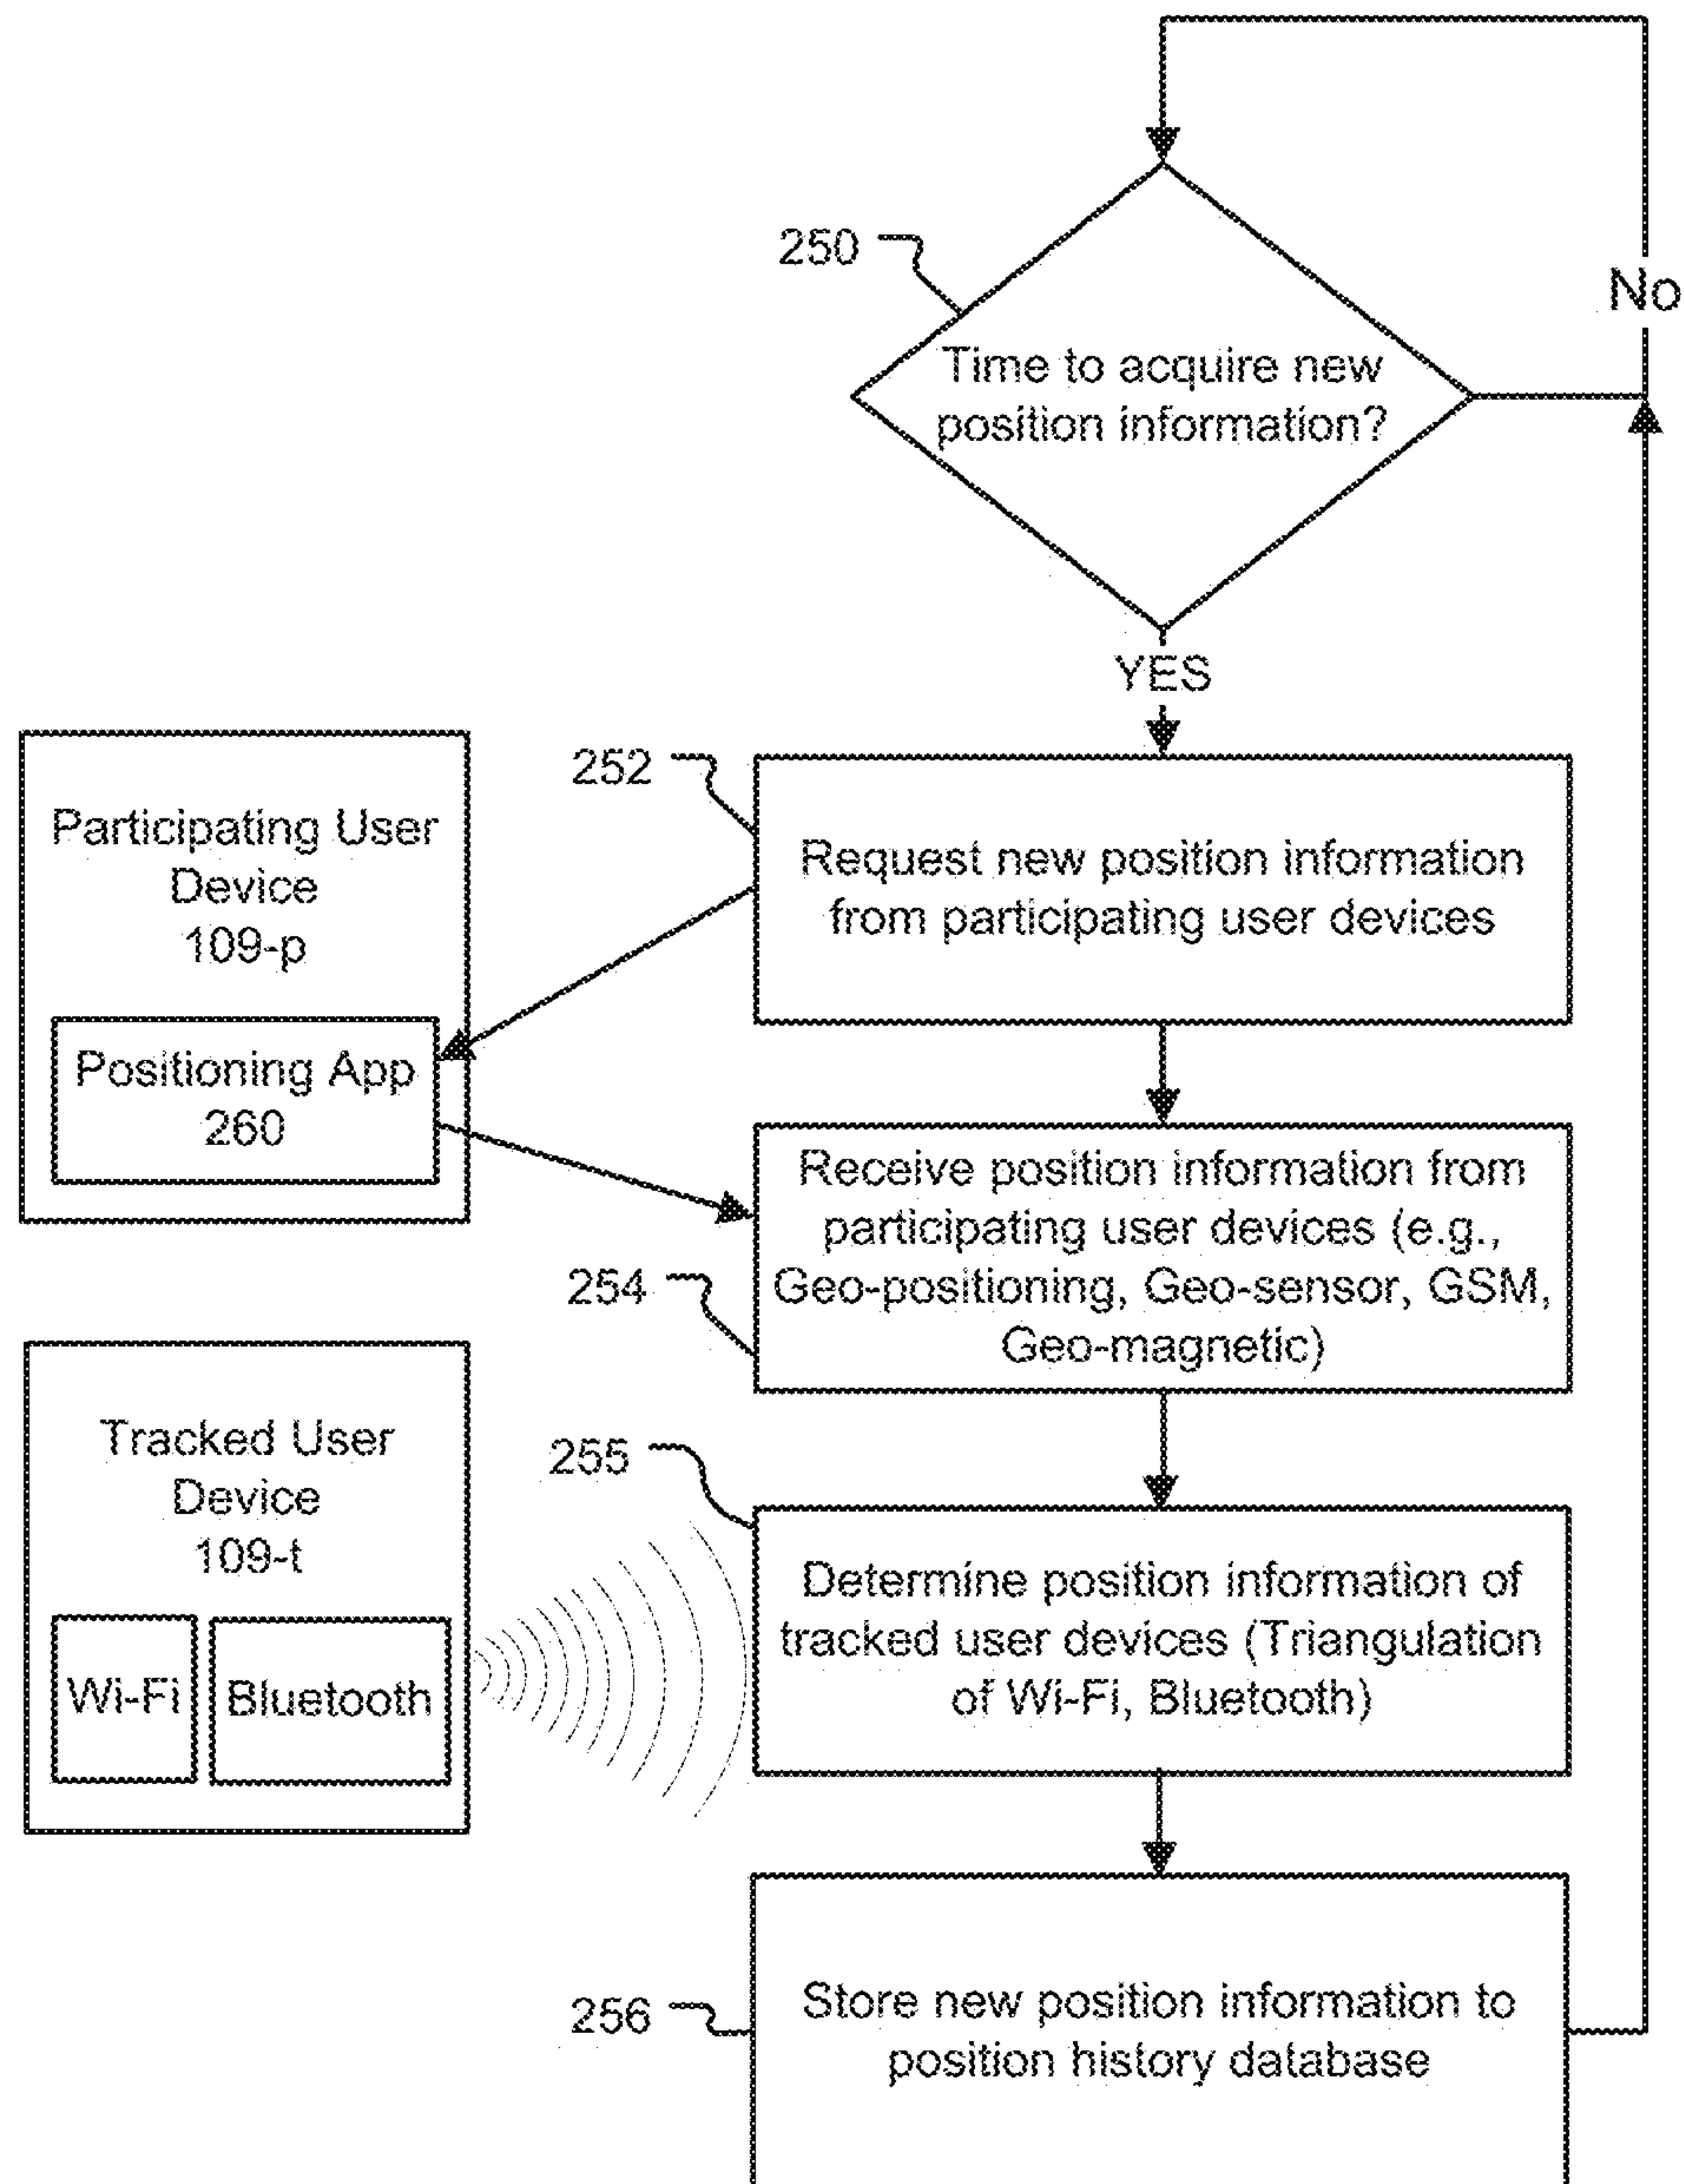 250
No
Time to acquire new
position information?
YES
Participating User
Device
109-p
Positioning App
260
252
Request new position information
from participating user devices
254
Receive position information from
participating user devices (e.g.,
Geo-positioning, Geo-sensor, GSM,
Geo-magnetic)
Tracked User
Device
109-t
Wi-Fi
Bluetooth
255
Determine position information of
tracked user devices (Triangulation
of Wi-Fi, Bluetooth)
256
Store new position information to
position history database